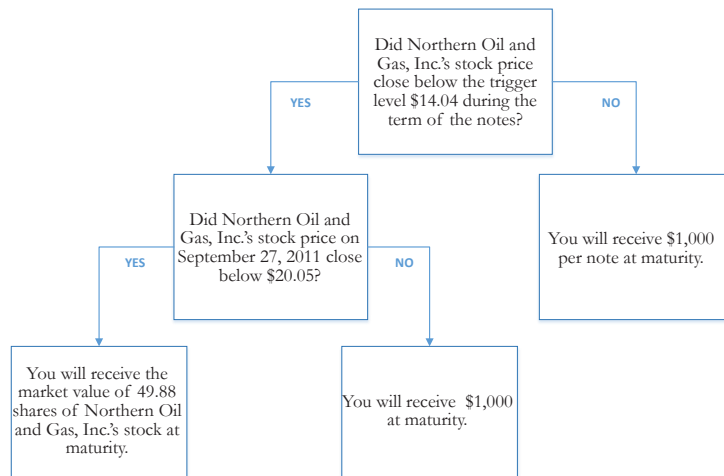 Did Northern Oil and
Gas, Inc.'s stock price
close below the trigger
level $14.04 during the
term of the notes?
YES
NO
Did Northern Oil and
Gas, Inc.'s stock price on
September 27, 2011 close
below $20.05?
You will receive $1,000
per note at maturity.
YES
NO
You will receive the
market value of 49.88
shares of Northern Oil
and Gas, Inc.'s stock at
maturity.
You will receive $1,000
at maturity.